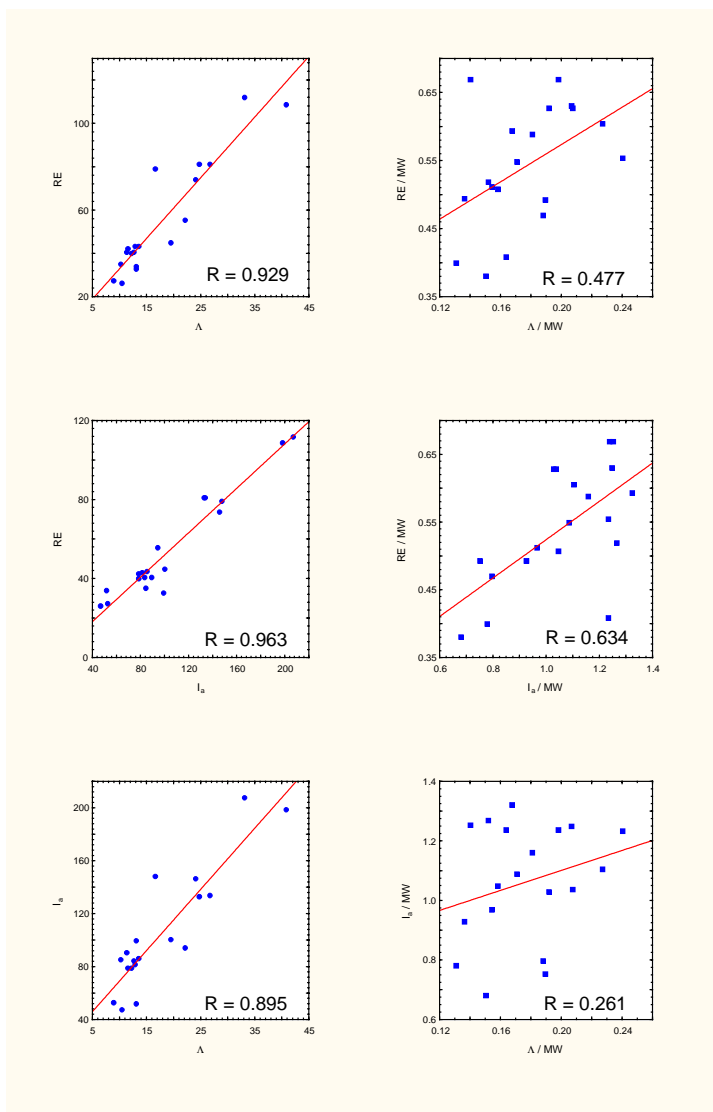 120
RE
60
20
R = 0.929
5 15 25 35 45
Λ
0.65
RE / MW
0.55
0.45
0.35
R = 0.477
0.12 0.16 0.20 0.24
Λ / MW
120
80
RE
40
0
R = 0.963
40 80 120 160 200
Ia
0.65
RE / MW
0.55
0.45
0.35
R = 0.634
0.6 0.8 1.0 1.2 1.4
Ia / MW
200
160
Ia
120
80
40
R = 0.895
5 15 25 35 45
Λ
1.4
1.2
Ia / MW
1.0
0.8
0.6
R = 0.261
0.12 0.16 0.20 0.24
Λ / MW